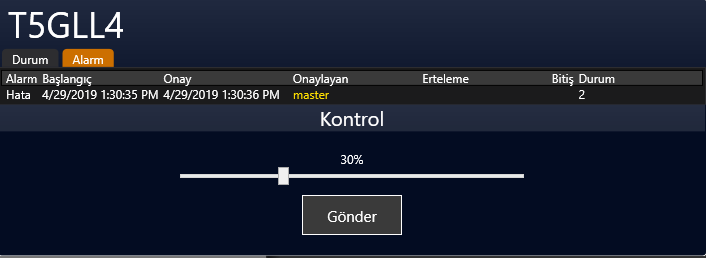 T5GLL4
Durum Alarm
Alarm Başlangıç Onay Onaylayan Erteleme Bitiş Durum
Hata 4/29/2019 1:30:35 PM 4/29/2019 1:30:36 PM master 2
Kontrol
30%
Gönder